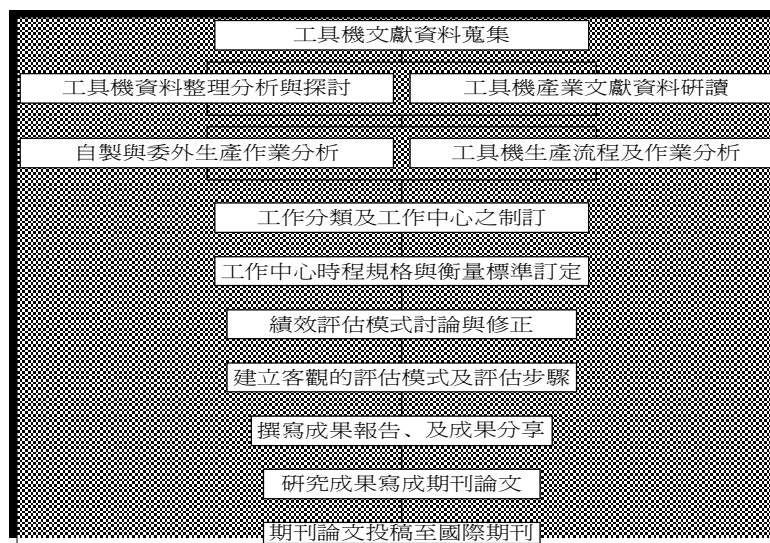 工具機文獻資料蒐集
工具機資料整理分析與探討
工具機產業文獻資料研讀
自製與委外生產作業分析
工具機生產流程及作業分析
工作分類及工作中心之制訂
工作中心時程規格與衡量標準訂定
績效評估模式討論與修正
建立客觀的評估模式及評估步驟
撰寫成果報告、及成果分享
研究成果寫成期刊論文
期刊論文投稿至國際期刊